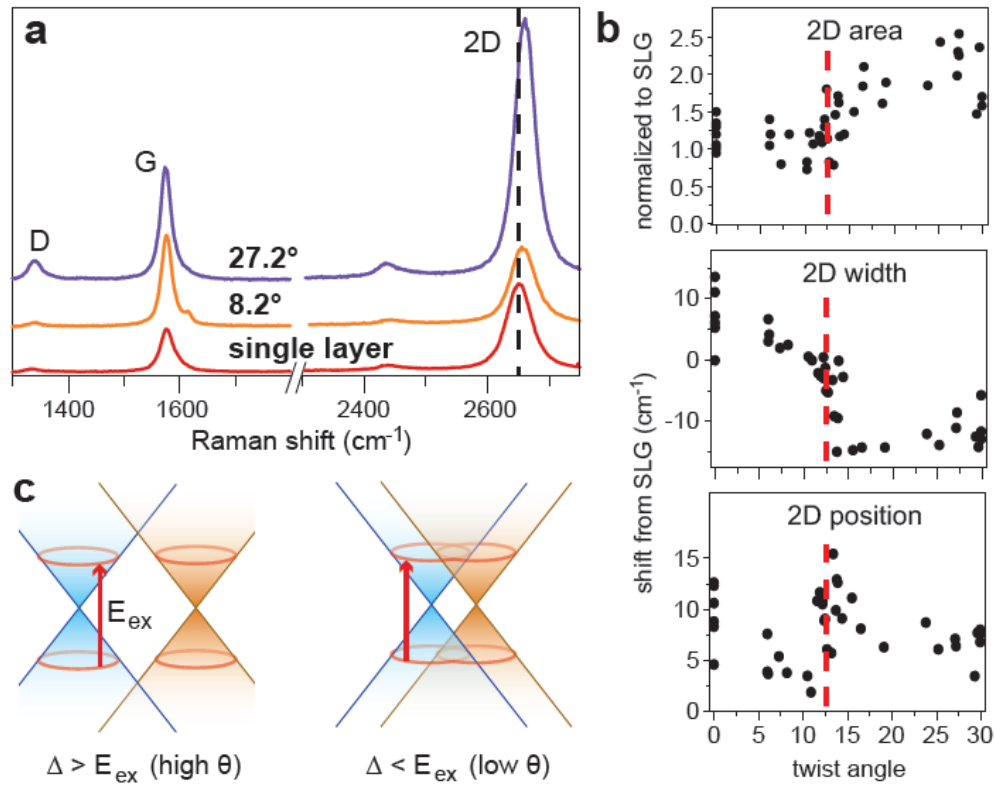 a
2D
G
D
27.2°
8.2°
single layer
1400
1600
2400
2600
Raman shift (cm-1)
b
2D area
normalized to SLG
2.5
2.0
1.5
1.0
0.5
0.0
2D width
10
0
-10
shift from SLG (cm-1)
2D position
15
10
5
0
0
5
10
15
20
25
30
twist angle
c
Eex
Δ > Eex (high θ)
Δ < Eex (low θ)